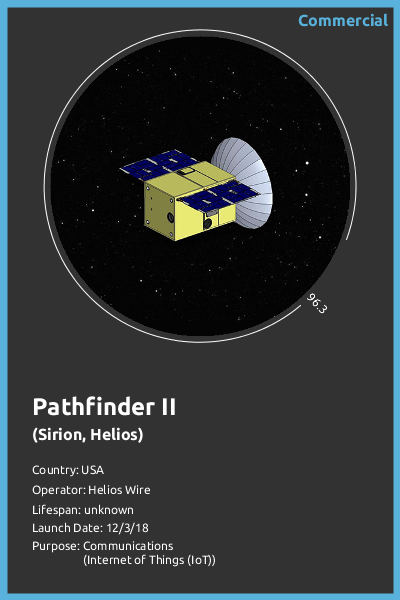 Commercial
96.3
Pathfinder II
(Sirion, Helios)
Country: USA
Operator: Helios Wire
Lifespan: unknown
Launch Date: 12/3/18
Purpose: Communications
(Internet of Things (IoT))